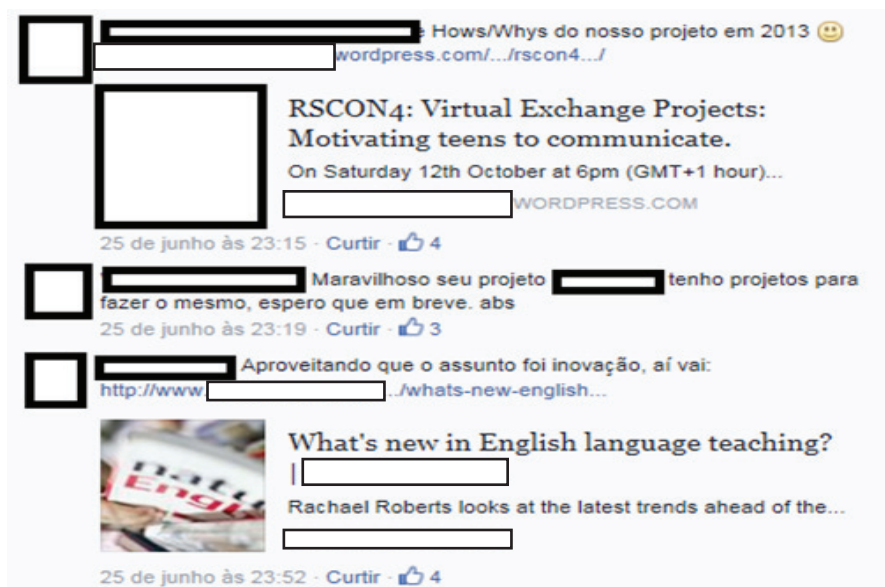 Hows/Whys do nosso projeto em 2013
wordpress.com/.../rscon4.../
RSCON4: Virtual Exchange Projects:
Motivating teens to communicate.
On Saturday 12th October at 6pm (GMT+1 hour)...
WORDPRESS.COM
25 de junho às 23:15 · Curtir · 4
Maravilhoso seu projeto tenho projetos para
fazer o mesmo, espero que em breve. abs
25 de junho às 23:19 · Curtir · 3
Aproveitando que o assunto foi inovação, aí vai:
http://www. ../whats-new-english...
What's new in English language teaching?
|
Rachael Roberts looks at the latest trends ahead of the...
25 de junho às 23:52 · Curtir · 4